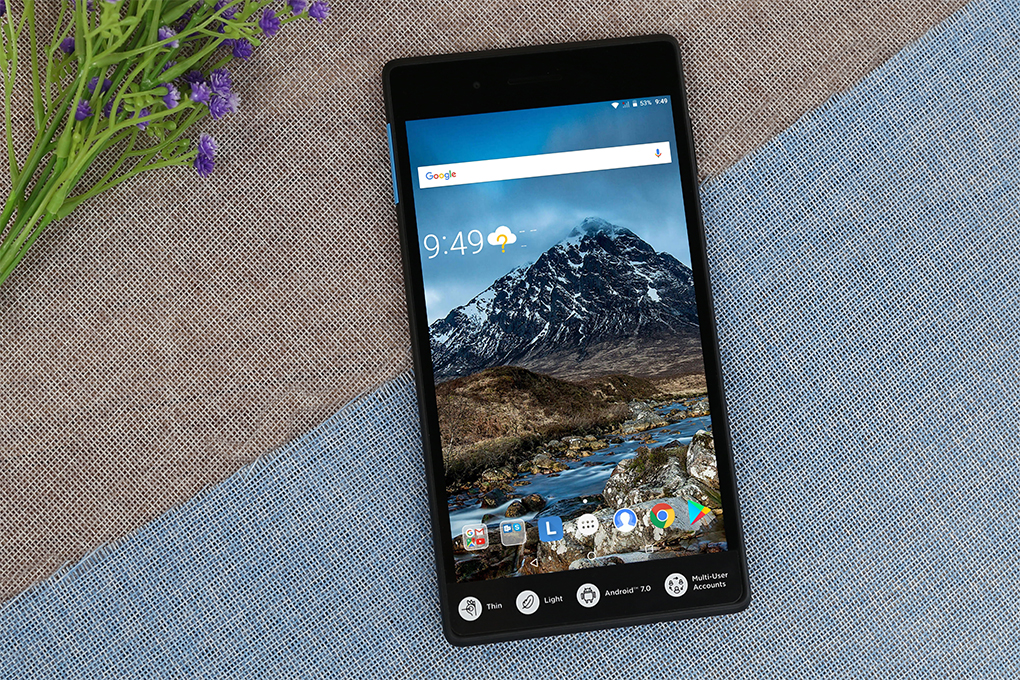 53% 9:49
Google
9:49
L
Thin
Light
Android™ 7.0
Multi-User
Accounts